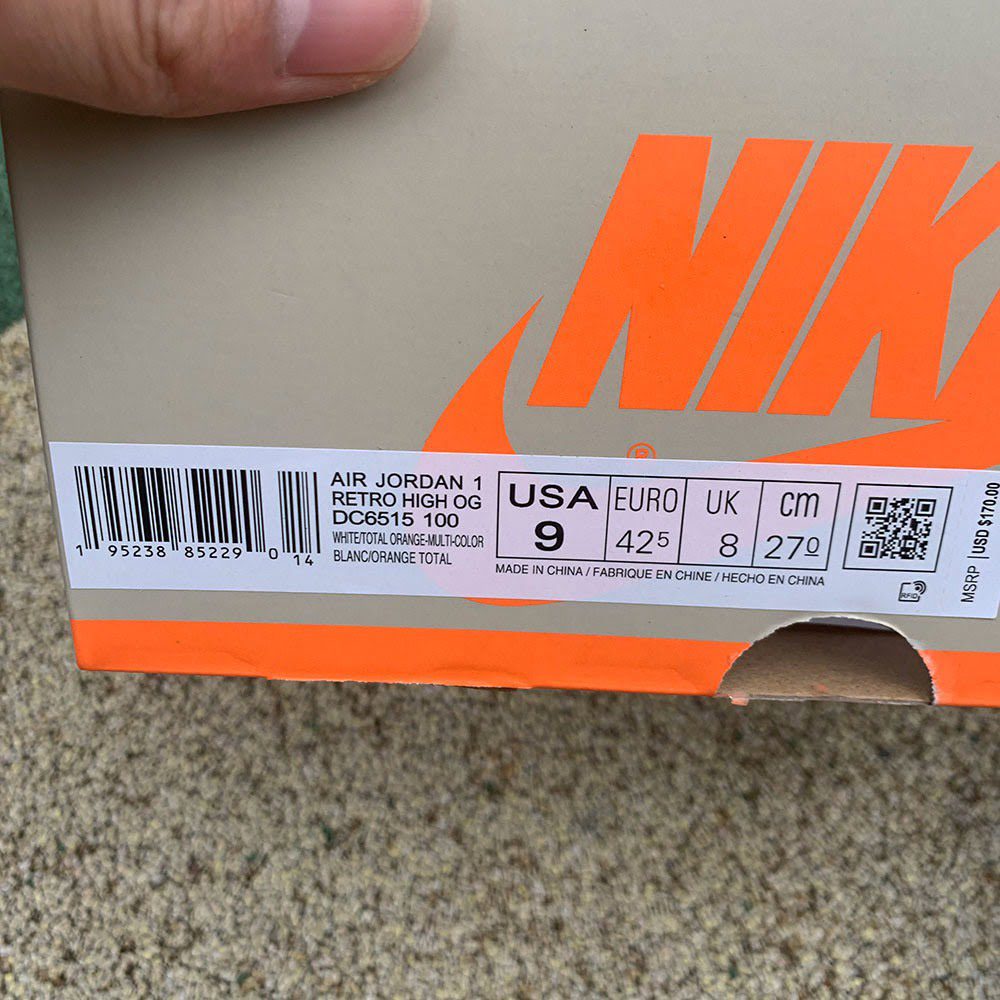 NIK
AIR JORDAN 1
RETRO HIGH OG
DC6515 100
WHITE/TOTAL ORANGE-MULTI-COLOR
BLANC/ORANGE TOTAL
1 95238 85229 0 14
USA
9
EURO
42 5
UK
8
cm
27 0
MADE IN CHINA / FABRIQUE EN CHINE / HECHO EN CHINA
RFID
MSRP USD $170.00
®